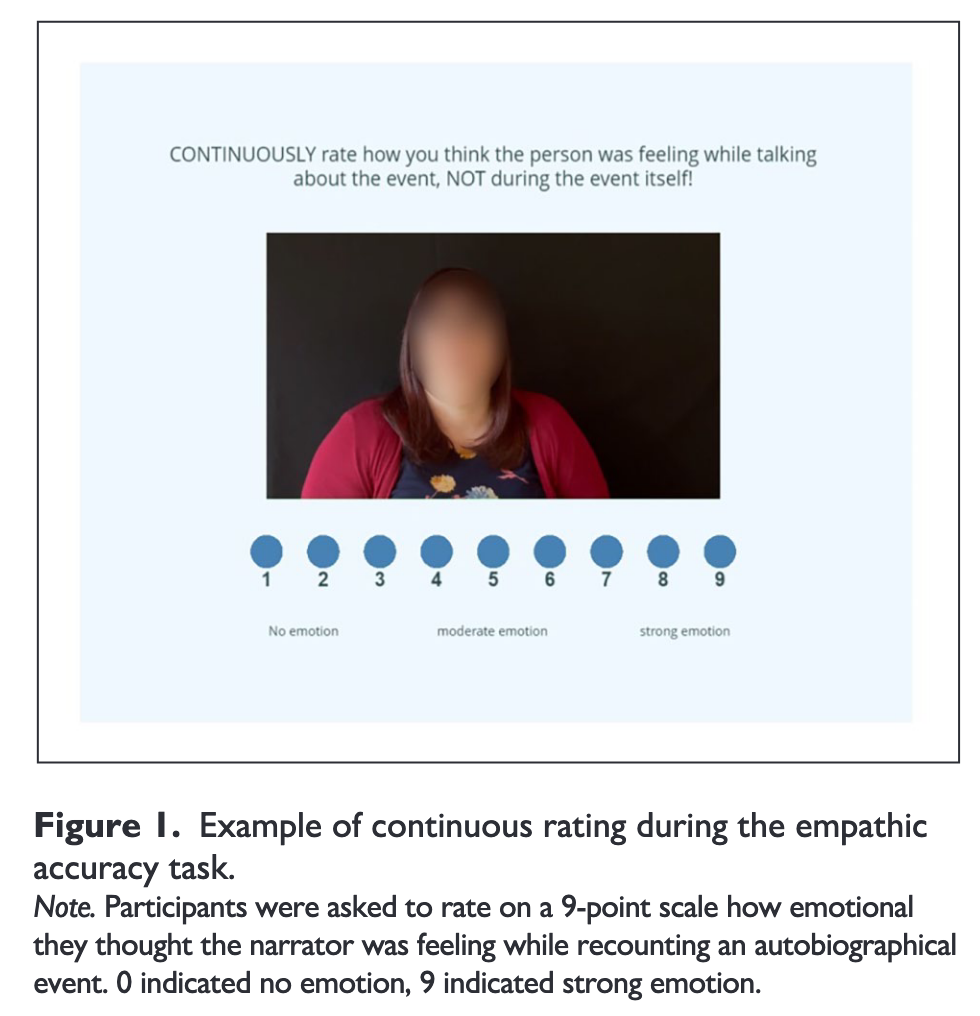 CONTINUOUSLY rate how you think the person was feeling while talking
about the event, NOT during the event itself!
1 2 3 4 5 6 7 8 9
No emotion moderate emotion strong emotion
Figure 1. Example of continuous rating during the empathic
accuracy task.
Note. Participants were asked to rate on a 9-point scale how emotional
they thought the narrator was feeling while recounting an autobiographical
event. 0 indicated no emotion, 9 indicated strong emotion.